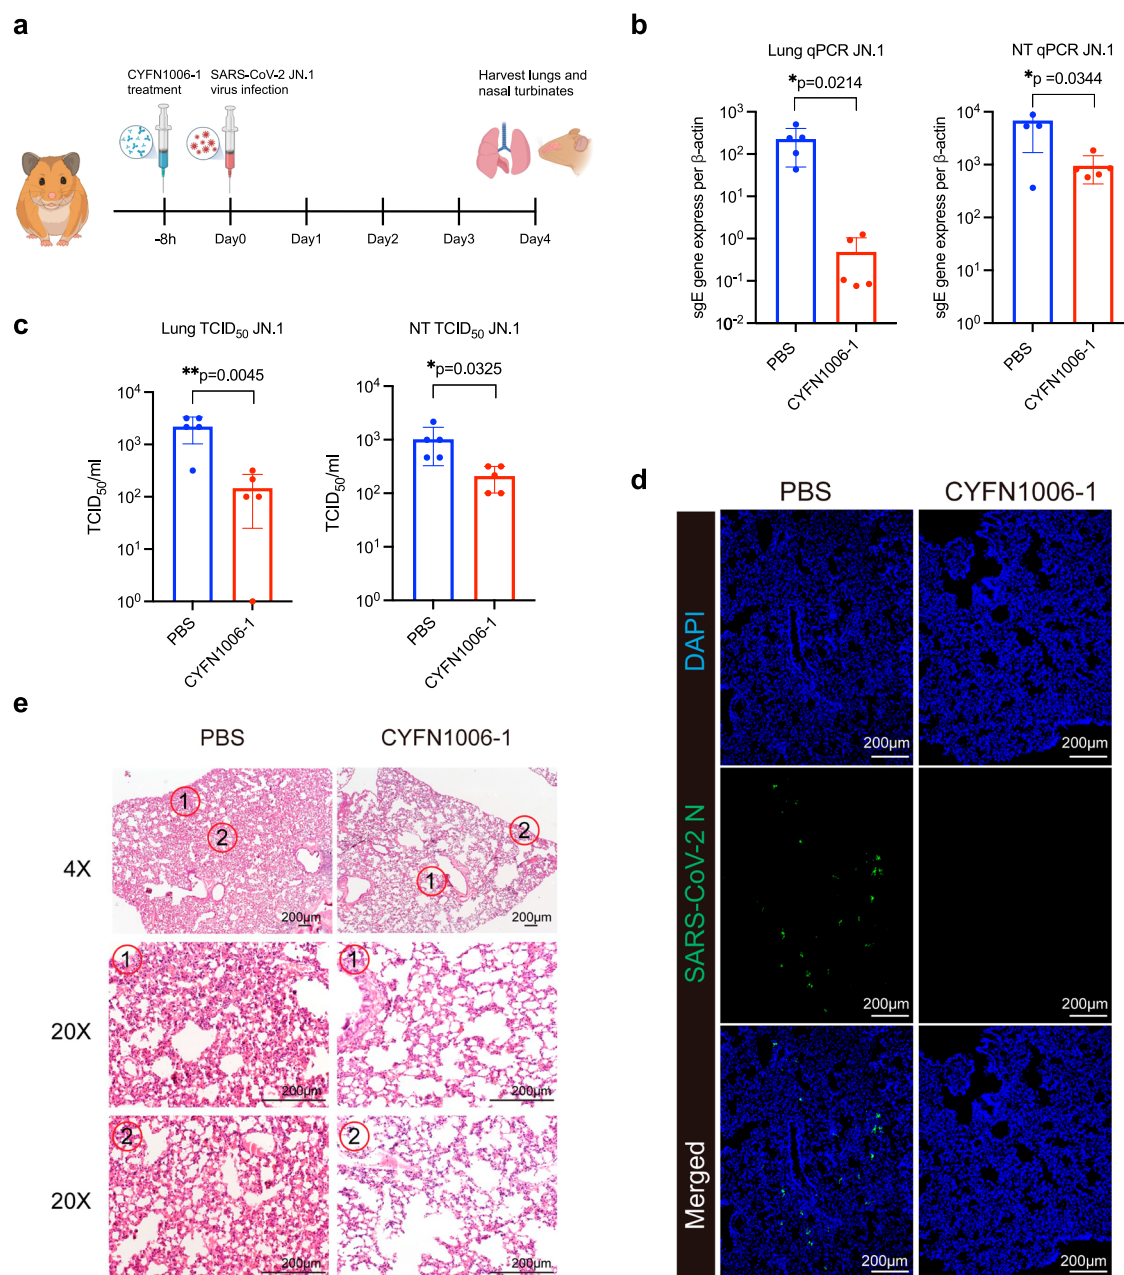 a
CYFN1006-1
treatment
SARS-CoV-2 JN.1
virus infection
Harvest lungs and
nasal turbinates
-8h
Day0
Day1
Day2
Day3
Day4
b
Lung qPCR JN.1
*p=0.0214
sgE gene express per β-actin
10³
10²
10¹
10⁰
10⁻¹
10⁻²
PBS
CYFN1006-1
NT qPCR JN.1
*p =0.0344
sgE gene express per β-actin
10⁴
10³
10²
10¹
10⁰
PBS
CYFN1006-1
c
Lung TCID₅₀ JN.1
**p=0.0045
TCID₅₀/ml
10⁴
10³
10²
10¹
10⁰
PBS
CYFN1006-1
NT TCID₅₀ JN.1
*p=0.0325
TCID₅₀/ml
10⁴
10³
10²
10¹
10⁰
PBS
CYFN1006-1
d
PBS
CYFN1006-1
DAPI
200μm
200μm
SARS-CoV-2 N
200μm
200μm
Merged
200μm
200μm
e
PBS
CYFN1006-1
4X
1
2
200μm
1
2
200μm
20X
1
200μm
1
200μm
20X
2
200μm
2
200μm